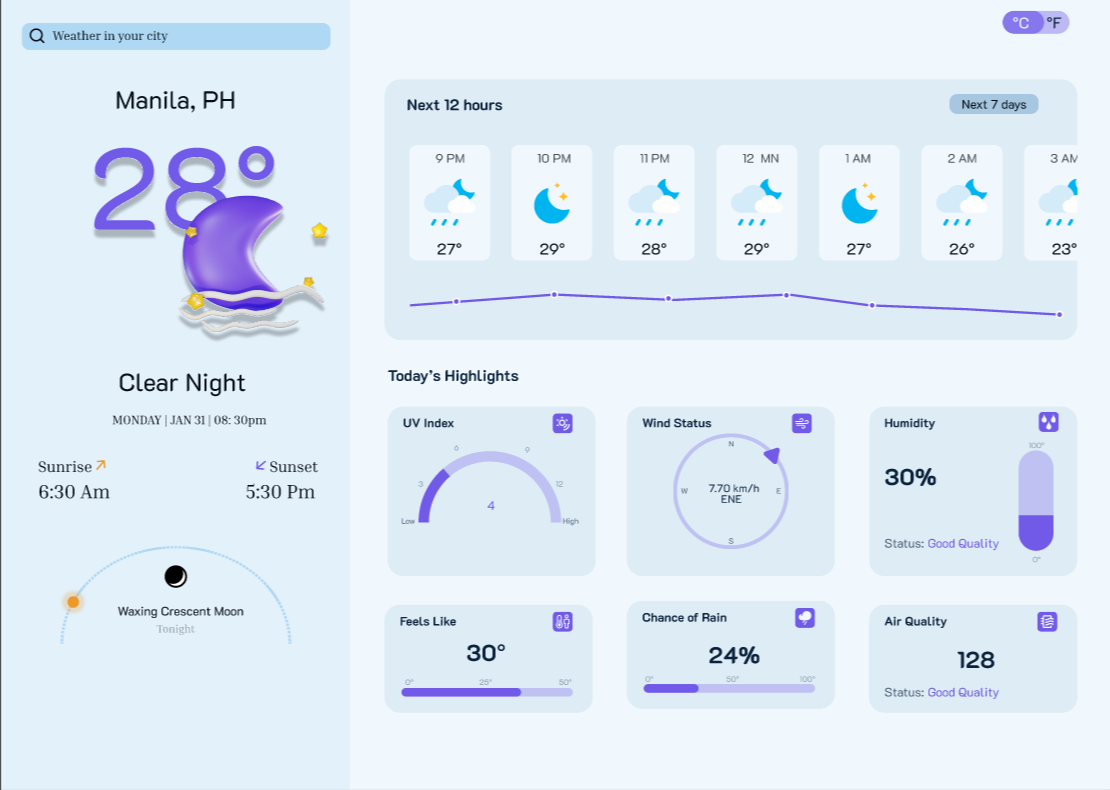 Weather in your city
°C °F
Manila, PH
28°
Clear Night
MONDAY | JAN 31 | 08: 30pm
Sunrise Sunset
6:30 Am 5:30 Pm
Waxing Crescent Moon
Tonight
Next 12 hours Next 7 days
9 PM 10 PM 11 PM 12 MN 1 AM 2 AM 3 AM
27° 29° 28° 29° 27° 26° 23°
Today's Highlights
UV Index
6 9
3 12
4
Low High
Wind Status
N
W E
7.70 km/h
ENE
S
Humidity
100°
30%
Status: Good Quality
0°
Feels Like
30°
0° 25° 50°
Chance of Rain
24%
0° 50° 100°
Air Quality
128
Status: Good Quality